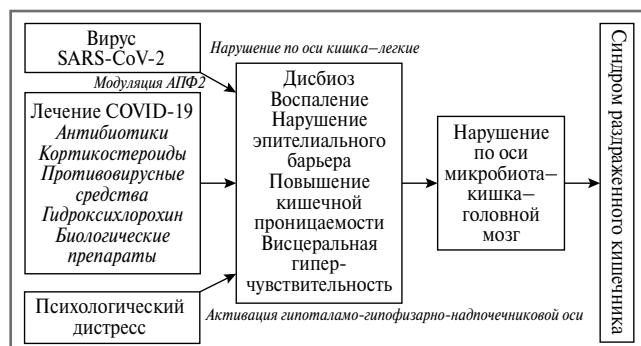 Вирус
SARS-CoV-2
Нарушение по оси кишка–легкие
Модуляция АПФ2
Лечение COVID-19
Антибиотики
Кортикостероиды
Противовирусные
средства
Гидроксихлорохин
Биологические
препараты
Психологический
дистресс
Дисбиоз
Воспаление
Нарушение
эпителиального
барьера
Повышение
кишечной
проницаемости
Висцеральная
гипер-
чувствительность
Активация гипоталамо-гипофизарно-надпочечниковой оси
Нарушение
по оси
микробиота–
кишка–
головной
мозг
Синдром раздраженного кишечника